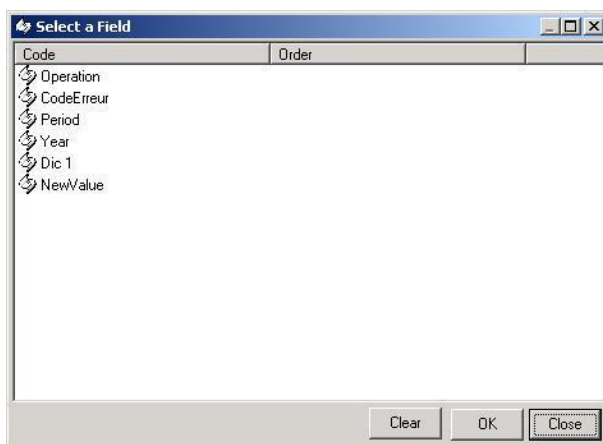 Select a Field
Code Order
Operation
CodeErreur
Period
Year
Dic 1
NewValue
Clear OK Close